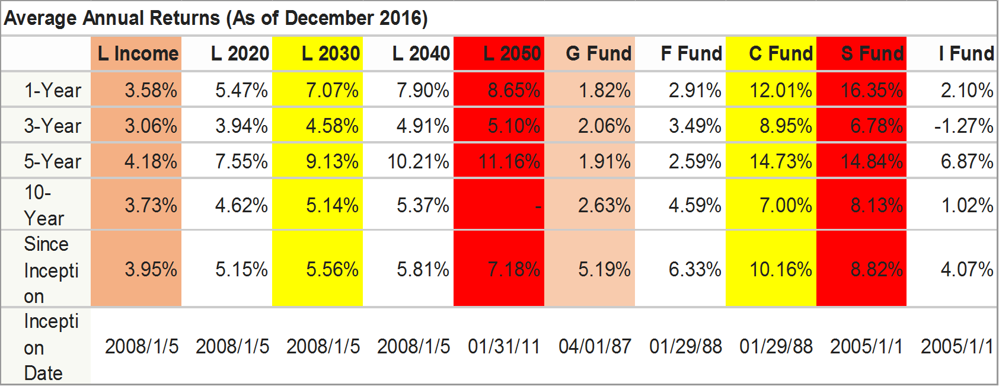 Average Annual Returns (As of December 2016)
L Income L 2020 L 2030 L 2040 L 2050 G Fund F Fund C Fund S Fund I Fund
1-Year 3.58% 5.47% 7.07% 7.90% 8.65% 1.82% 2.91% 12.01% 16.35% 2.10%
3-Year 3.06% 3.94% 4.58% 4.91% 5.10% 2.06% 3.49% 8.95% 6.78% -1.27%
5-Year 4.18% 7.55% 9.13% 10.21% 11.16% 1.91% 2.59% 14.73% 14.84% 6.87%
10-
Year 3.73% 4.62% 5.14% 5.37% - 2.63% 4.59% 7.00% 8.13% 1.02%
Since
Incepti
on 3.95% 5.15% 5.56% 5.81% 7.18% 5.19% 6.33% 10.16% 8.82% 4.07%
Incepti
on
Date 2008/1/5 2008/1/5 2008/1/5 2008/1/5 01/31/11 04/01/87 01/29/88 01/29/88 2005/1/1 2005/1/1